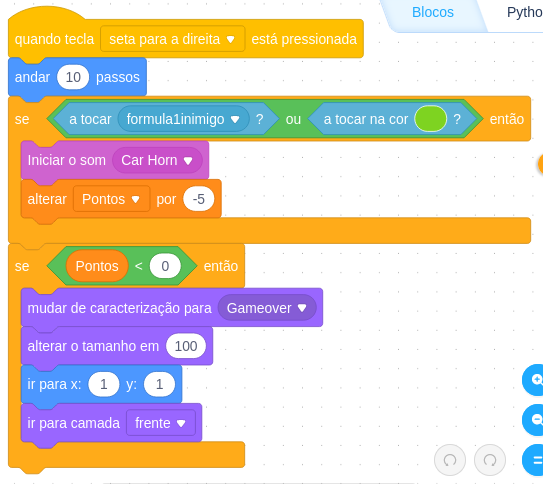 Blocos Pytho
quando tecla seta para a direita está pressionada
andar 10 passos
se a tocar formula1inimigo ? ou a tocar na cor ? então
Iniciar o som Car Horn
alterar Pontos por -5
se Pontos < 0 então
mudar de caracterização para Gameover
alterar o tamanho em 100
ir para x: 1 y: 1
ir para camada frente